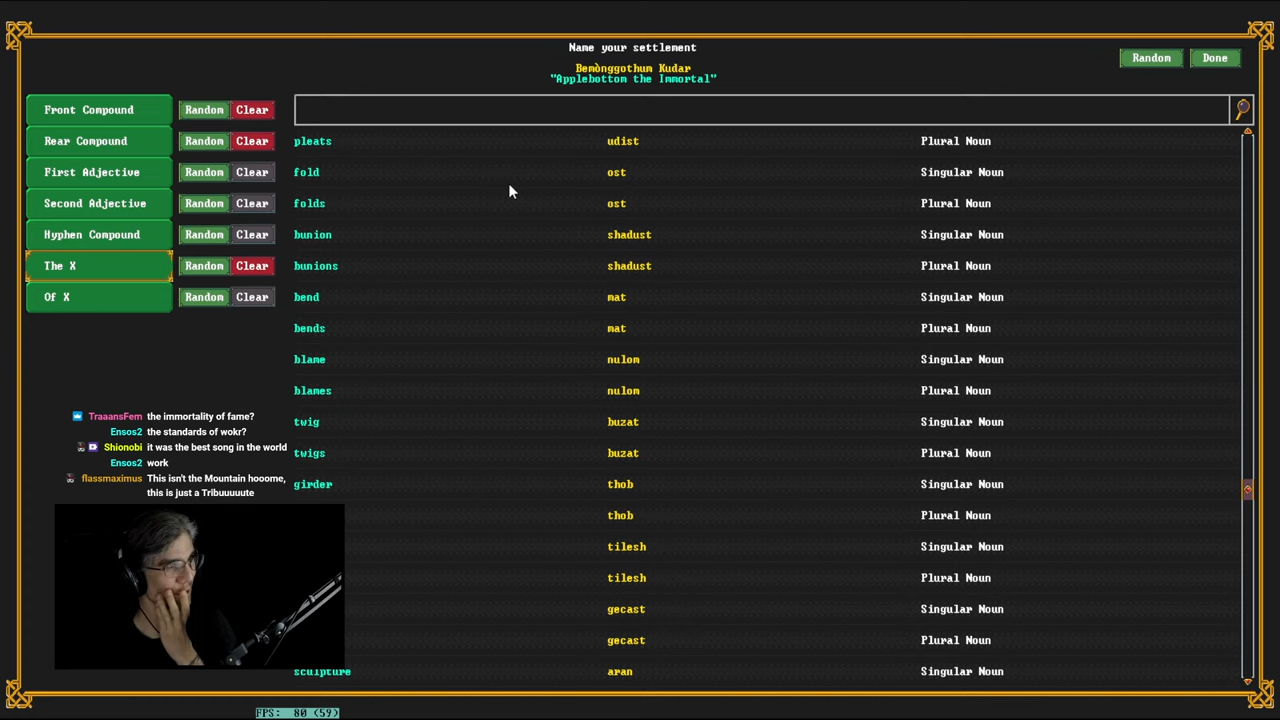 Name your settlement
Bemònggothum Kudar
"Applebottom the Immortal"
Random Done
Front Compound Random Clear
Rear Compound Random Clear
First Adjective Random Clear
Second Adjective Random Clear
Hyphen Compound Random Clear
The X Random Clear
Of X Random Clear
pleats udist Plural Noun
fold ost Singular Noun
folds ost Plural Noun
bunion shadust Singular Noun
bunions shadust Plural Noun
bend mat Singular Noun
bends mat Plural Noun
blame nulom Singular Noun
blames nulom Plural Noun
twig buzat Singular Noun
twigs buzat Plural Noun
girder thob Singular Noun
thob Plural Noun
tilesh Singular Noun
tilesh Plural Noun
gecast Singular Noun
gecast Plural Noun
sculpture aran Singular Noun
TraaansFem the immortality of fame?
Ensos2 the standards of wokr?
Shionobi it was the best song in the world
Ensos2 work
flassmaximus This isn't the Mountain hooome,
this is just a Tribuuuuute
FPS: 80 (59)